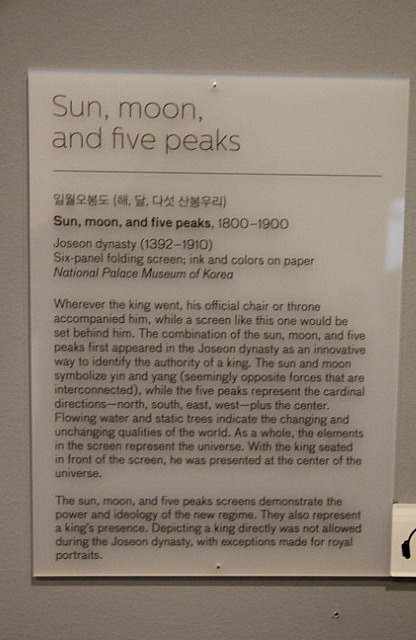 Sun, moon,
and five peaks
일월오봉도 (해, 달, 다섯 산봉우리)
Sun, moon, and five peaks, 1800–1900
Joseon dynasty (1392–1910)
Six-panel folding screen; ink and colors on paper
National Palace Museum of Korea
Wherever the king went, his official chair or throne
accompanied him, while a screen like this one would be
set behind him. The combination of the sun, moon, and five
peaks first appeared in the Joseon dynasty as an innovative
way to identify the authority of a king. The sun and moon
symbolize yin and yang (seemingly opposite forces that are
interconnected), while the five peaks represent the cardinal
directions—north, south, east, west—plus the center.
Flowing water and static trees indicate the changing and
unchanging qualities of the world. As a whole, the elements
in the screen represent the universe. With the king seated
in front of the screen, he was presented at the center of the
universe.
The sun, moon, and five peaks screens demonstrate the
power and ideology of the new regime. They also represent
a king's presence. Depicting a king directly was not allowed
during the Joseon dynasty, with exceptions made for royal
portraits.